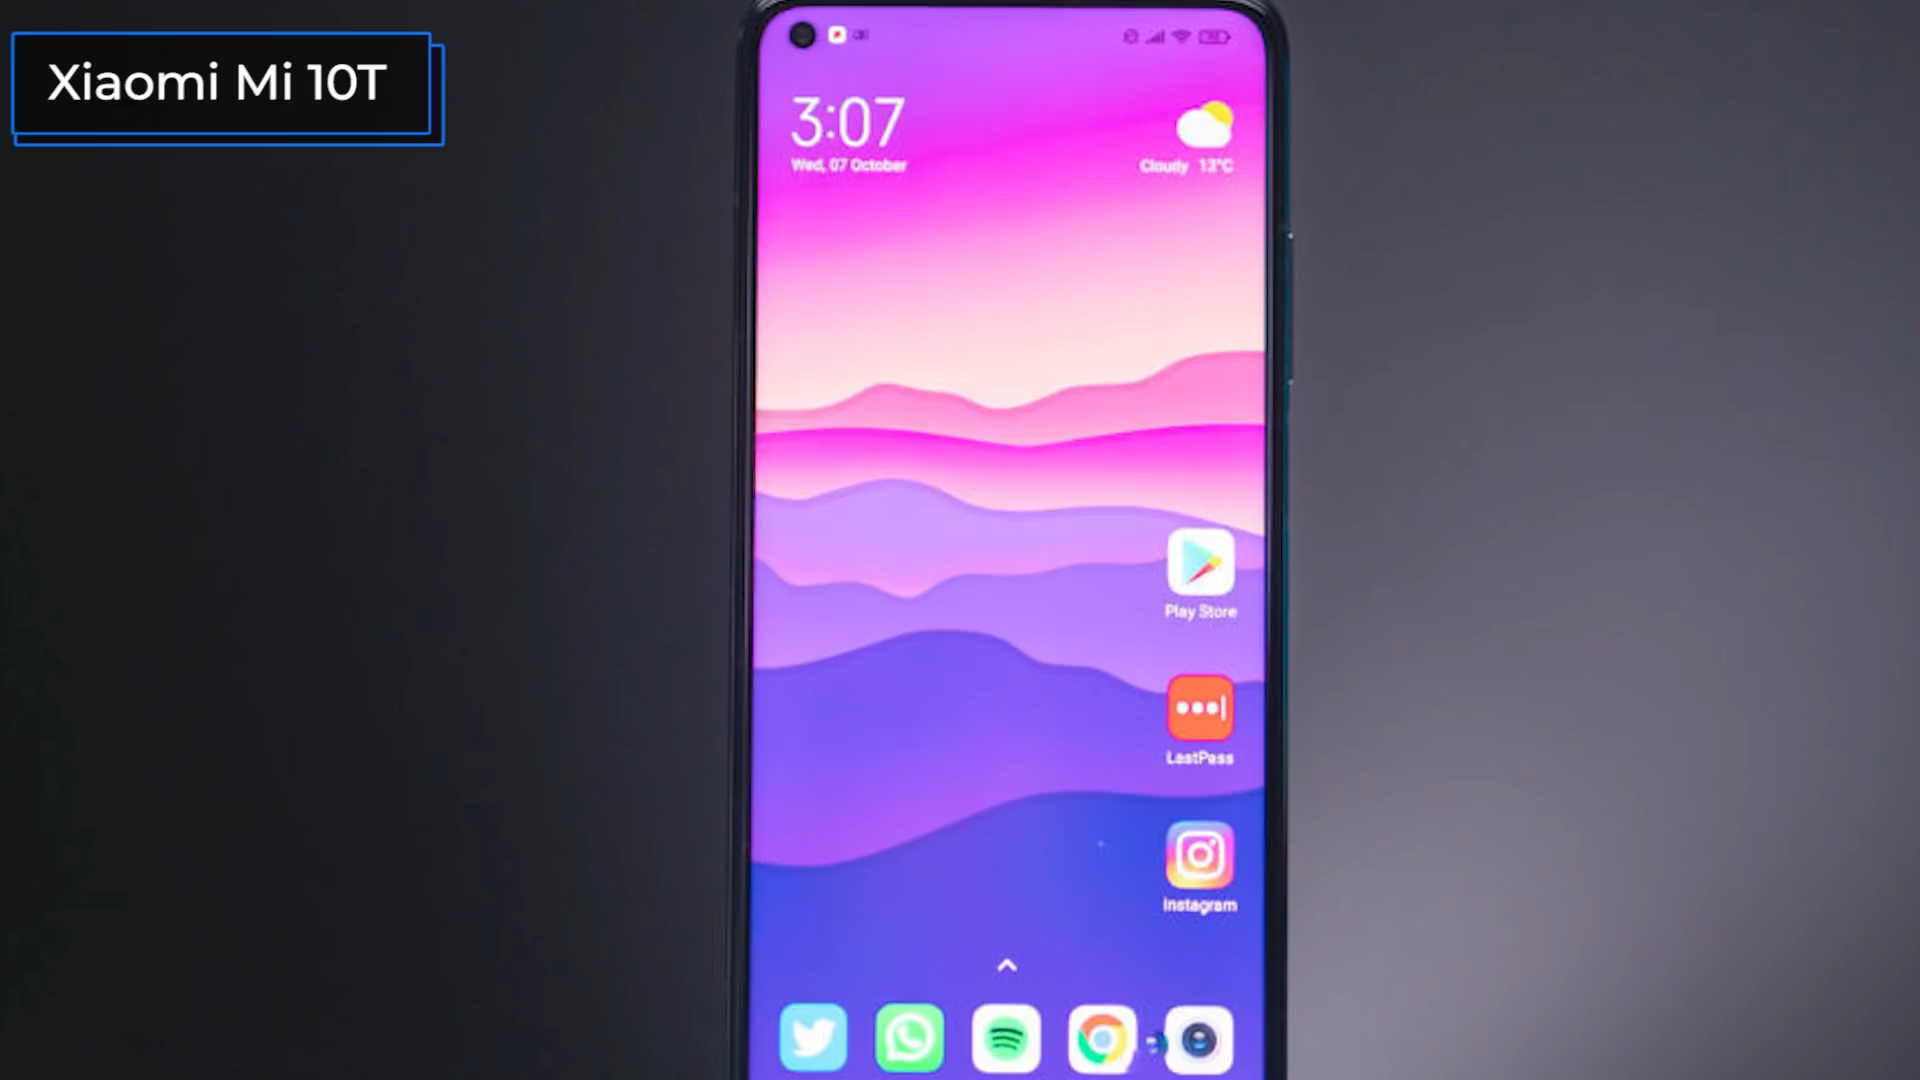 Xiaomi Mi 10T
3:07
Wed, 07 October
Cloudy 13°C
Play Store
LastPass
Instagram